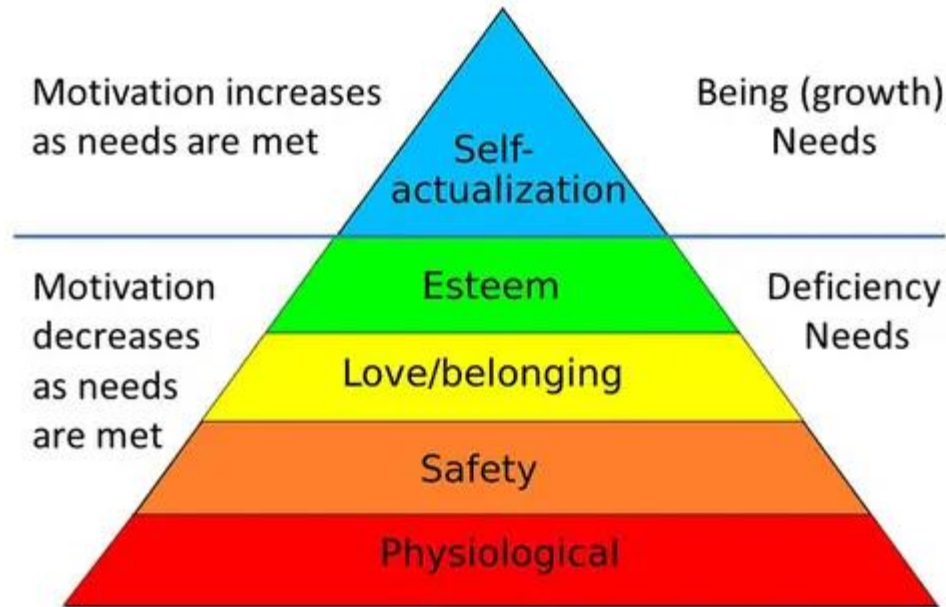 Motivation increases
as needs are met
Being (growth)
Needs
Self-
actualization
Motivation
decreases
as needs
are met
Deficiency
Needs
Esteem
Love/belonging
Safety
Physiological